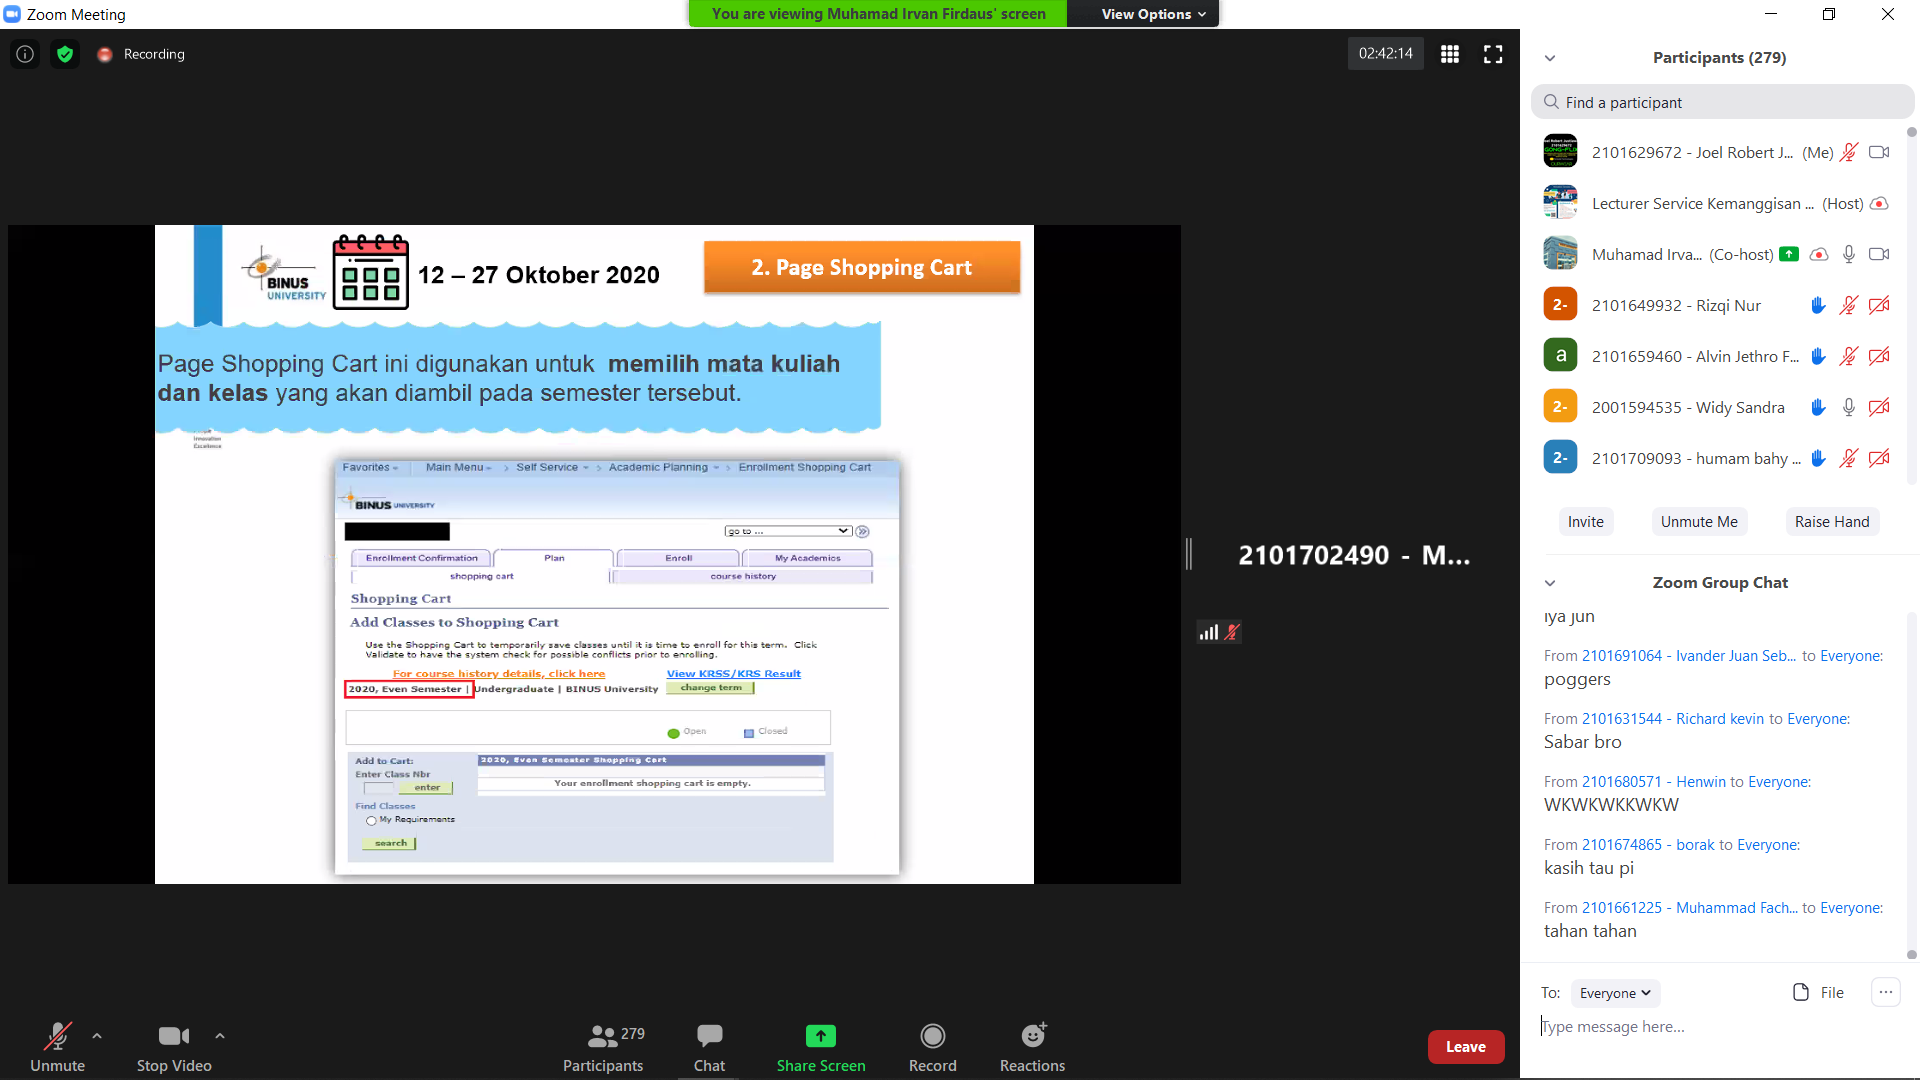 Zoom Meeting
You are viewing Muhamad Irvan Firdaus' screen
View Options
Recording
02:42:14
BINUS
UNIVERSITY
12 – 27 Oktober 2020
2. Page Shopping Cart
Page Shopping Cart ini digunakan untuk memilih mata kuliah
dan kelas yang akan diambil pada semester tersebut.
Innovation
Excellence
Favorites Main Menu > Self Service > Academic Planning > Enrollment Shopping Cart
BINUS UNIVERSITY
go to ...
Enrollment Confirmation Plan Enroll My Academics
shopping cart course history
Shopping Cart
Add Classes to Shopping Cart
Use the Shopping Cart to temporarily save classes until it is time to enroll for this term. Click
Validate to have the system check for possible conflicts prior to enrolling.
For course history details, click here View KRSS/KRS Result
2020, Even Semester | Undergraduate | BINUS University change term
Open Closed
Add to Cart:
2020, Even Semester Shopping Cart
Enter Class Nbr
enter
Your enrollment shopping cart is empty.
Find Classes
My Requirements
search
2101702490 - M...
Participants (279)
Find a participant
2101629672 - Joel Robert J... (Me)
Lecturer Service Kemanggisan ... (Host)
Muhamad Irva... (Co-host)
2- 2101649932 - Rizqi Nur
a 2101659460 - Alvin Jethro F...
2- 2001594535 - Widy Sandra
2- 2101709093 - humam bahy ...
Invite Unmute Me Raise Hand
Zoom Group Chat
iya jun
From 2101691064 - Ivander Juan Seb... to Everyone:
poggers
From 2101631544 - Richard kevin to Everyone:
Sabar bro
From 2101680571 - Henwin to Everyone:
WKWKWKKWKW
From 2101674865 - borak to Everyone:
kasih tau pi
From 2101661225 - Muhammad Fach... to Everyone:
tahan tahan
To: Everyone File ...
Type message here...
Unmute Stop Video Participants 279 Chat Share Screen Record Reactions Leave